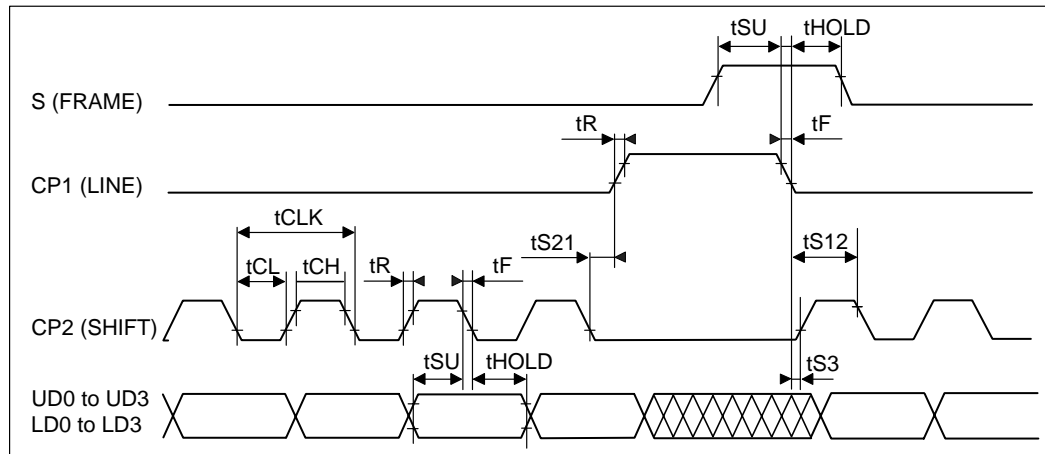 tSU tHOLD
S (FRAME)
tR tF
CP1 (LINE)
tCLK
tS21 tS12
tCL tCH tR tF
CP2 (SHIFT)
tSU tHOLD tS3
UD0 to UD3
LD0 to LD3